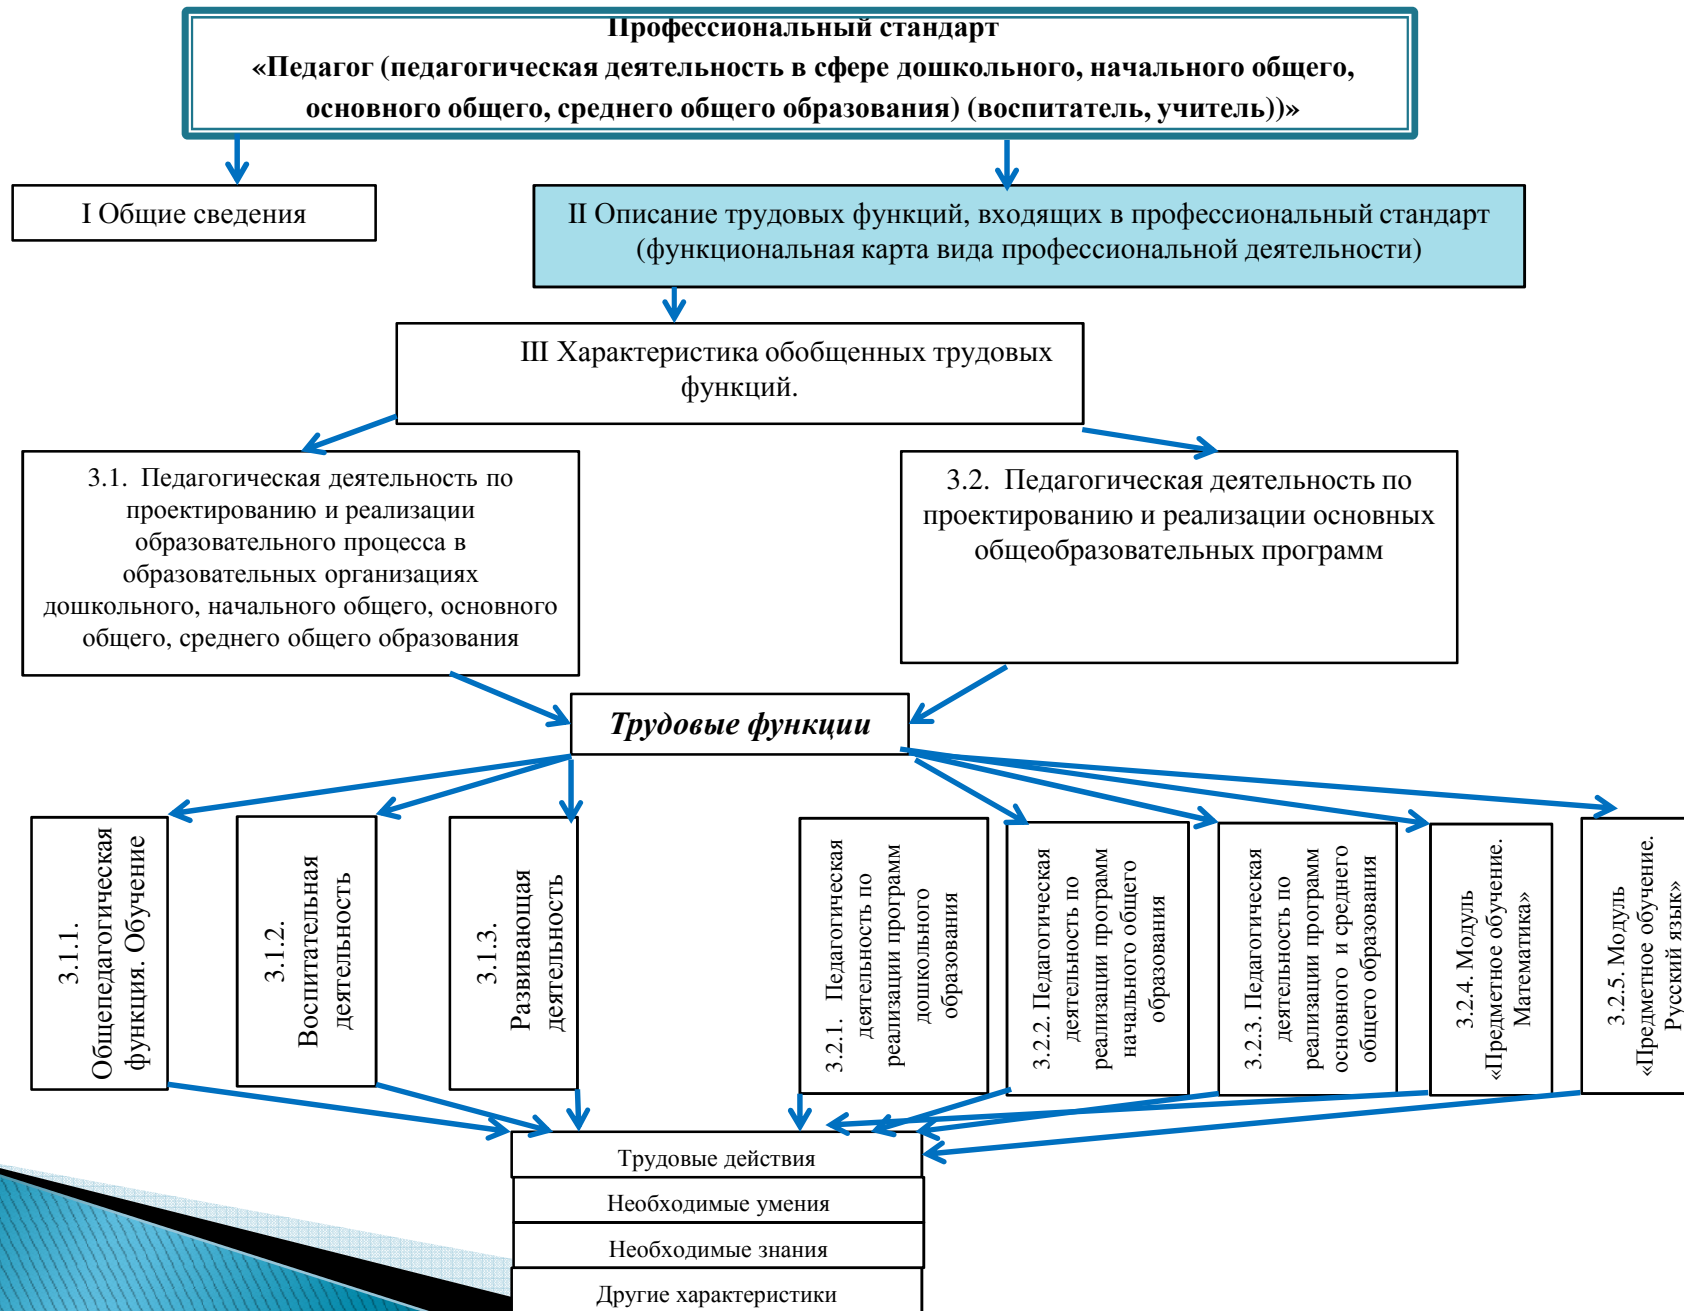 Профессиональный стандарт
«Педагог (педагогическая деятельность в сфере дошкольного, начального общего,
основного общего, среднего общего образования) (воспитатель, учитель))»
I Общие сведения
II Описание трудовых функций, входящих в профессиональный стандарт
(функциональная карта вида профессиональной деятельности)
III Характеристика обобщенных трудовых
функций.
3.1. Педагогическая деятельность по
проектированию и реализации
образовательного процесса в
образовательных организациях
дошкольного, начального общего, основного
общего, среднего общего образования
3.2. Педагогическая деятельность по
проектированию и реализации основных
общеобразовательных программ
Трудовые функции
3.1.1.
Общепедагогическая
функция. Обучение
3.1.2.
Воспитательная
деятельность
3.1.3.
Развивающая
деятельность
3.2.1. Педагогическая
деятельность по
реализации программ
дошкольного
образования
3.2.2. Педагогическая
деятельность по
реализации программ
начального общего
образования
3.2.3. Педагогическая
деятельность по
реализации программ
основного и среднего
общего образования
3.2.4. Модуль
«Предметное обучение.
Математика»
3.2.5. Модуль
«Предметное обучение.
Русский язык»
Трудовые действия
Необходимые умения
Необходимые знания
Другие характеристики